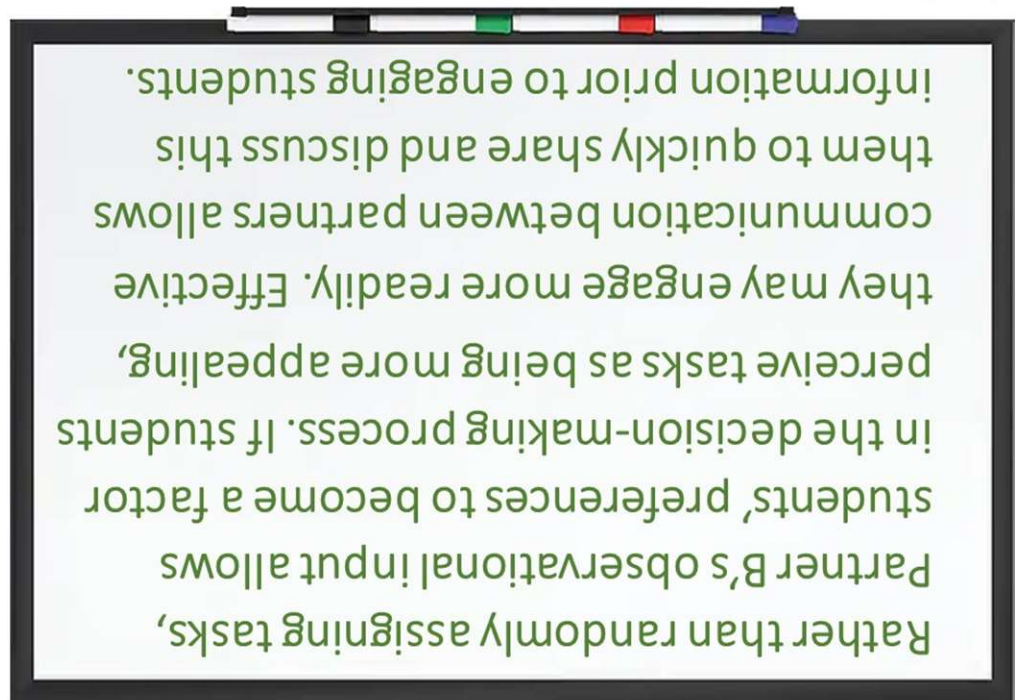 Rather than randomly assigning tasks,
Partner B's observational input allows
students' preferences to become a factor
in the decision-making process. If students
perceive tasks as being more appealing,
they may engage more readily. Effective
communication between partners allows
them to quickly share and discuss this
information prior to engaging students.